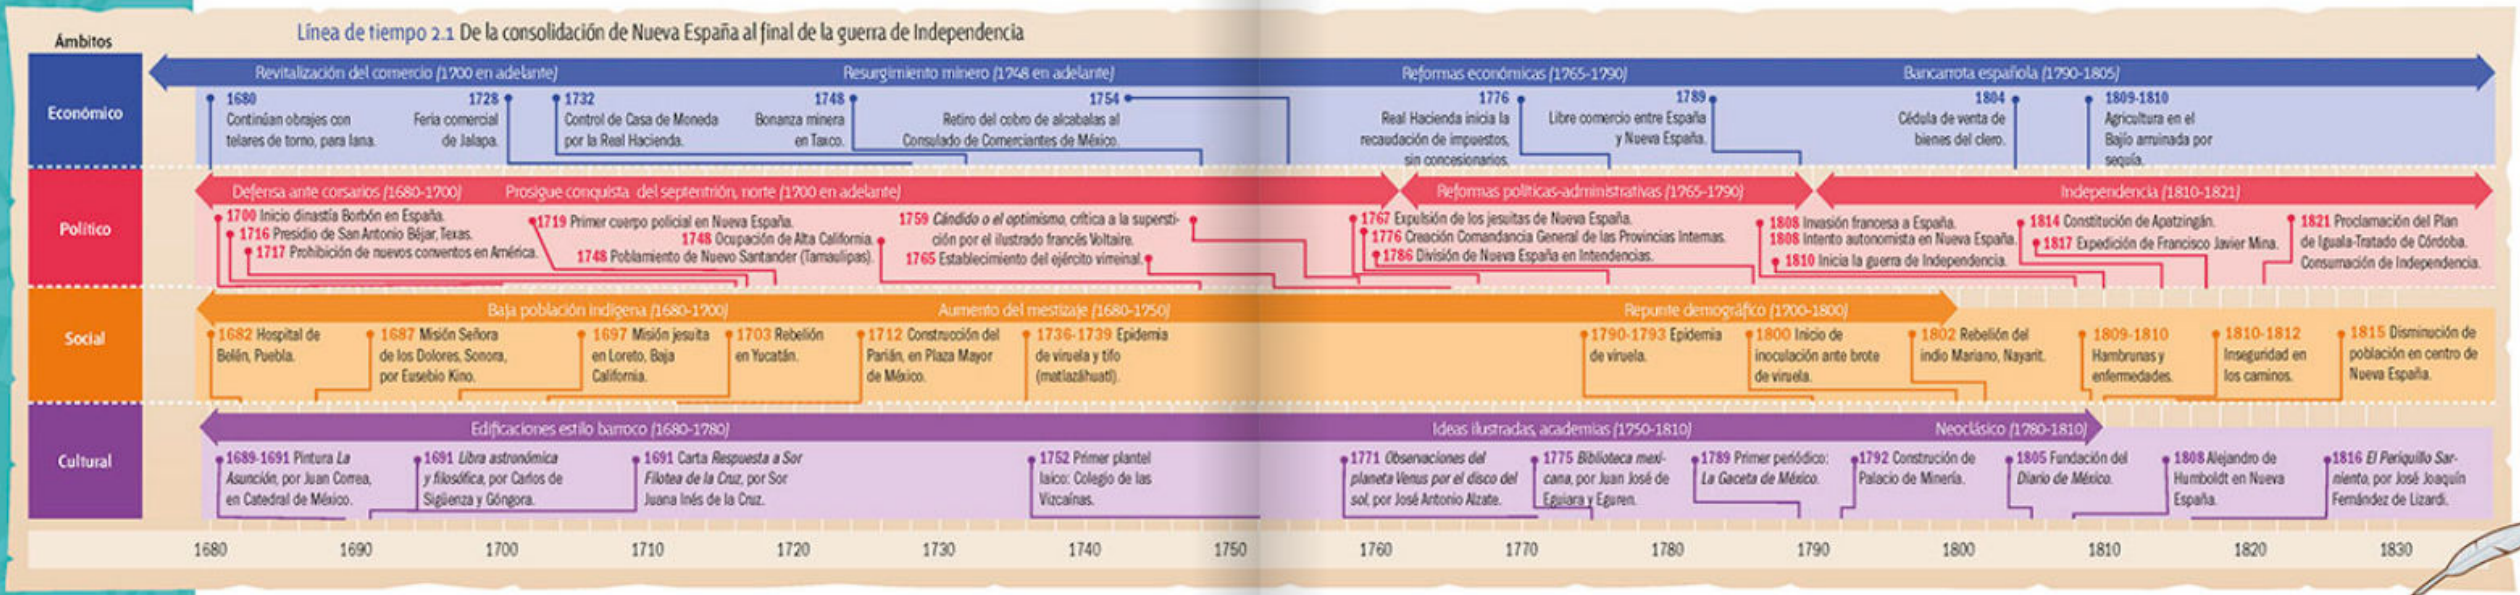 Línea de tiempo 2.1 De la consolidación de Nueva España al final de la guerra de Independencia
Ámbitos
Económico
Revitalización del comercio (1700 en adelante)
Resurgimiento minero (1748 en adelante)
Reformas económicas (1765-1790)
Bancarrota española (1790-1805)
1680
Continúan obrajes con
telares de torno, para lana.
1728
Feria comercial
de Jalapa.
1732
Control de Casa de Moneda
por la Real Hacienda.
1748
Bonanza minera
en Taxco.
1754
Retiro del cobro de alcabalas al
Consulado de Comerciantes de México.
1776
Real Hacienda inicia la
recaudación de impuestos,
sin concesionarios.
1789
Libre comercio entre España
y Nueva España.
1804
Cédula de venta de
bienes del clero.
1809-1810
Agricultura en el
Bajío arruinada por
sequía.
Político
Defensa ante corsarios (1680-1700)
Prosigue conquista del septentrión, norte (1700 en adelante)
Reformas políticas-administrativas (1765-1790)
Independencia (1810-1821)
1700 Inicio dinastía Borbón en España.
1716 Presidio de San Antonio Béjar, Texas.
1717 Prohibición de nuevos conventos en América.
1719 Primer cuerpo policial en Nueva España.
1748 Ocupación de Alta California.
1748 Poblamiento de Nuevo Santander (Tamaulipas).
1759 Cándido o el optimismo, crítica a la supersti-
ción por el ilustrado francés Voltaire.
1765 Establecimiento del ejército virreinal.
1767 Expulsión de los jesuitas de Nueva España.
1776 Creación Comandancia General de las Provincias Internas.
1786 División de Nueva España en Intendencias.
1808 Invasión francesa a España.
1808 Intento autonomista en Nueva España.
1810 Inicia la guerra de Independencia.
1814 Constitución de Apatzingán.
1817 Expedición de Francisco Javier Mina.
1821 Proclamación del Plan
de Iguala-Tratado de Córdoba.
Consumación de Independencia.
Social
Baja población indígena (1680-1700)
Aumento del mestizaje (1680-1750)
Repunte demográfico (1700-1800)
1682 Hospital de
Belén, Puebla.
1687 Misión Señora
de los Dolores, Sonora,
por Eusebio Kino.
1697 Misión jesuita
en Loreto, Baja
California.
1703 Rebelión
en Yucatán.
1712 Construcción del
Parián, en Plaza Mayor
de México.
1736-1739 Epidemia
de viruela y tifo
(matlazáhuatl).
1790-1793 Epidemia
de viruela.
1800 Inicio de
inoculación ante brote
de viruela.
1802 Rebelión del
indio Mariano, Nayarit.
1809-1810
Hambrunas y
enfermedades.
1810-1812
Inseguridad en
los caminos.
1815 Disminución de
población en centro de
Nueva España.
Cultural
Edificaciones estilo barroco (1680-1780)
Ideas ilustradas, academias (1750-1810)
Neoclásico (1780-1810)
1689-1691 Pintura La
Asunción, por Juan Correa,
en Catedral de México.
1691 Libra astronómica
y filosófica, por Carlos de
Sigüenza y Góngora.
1691 Carta Respuesta a Sor
Filotea de la Cruz, por Sor
Juana Inés de la Cruz.
1752 Primer plantel
laico: Colegio de las
Vizcaínas.
1771 Observaciones del
planeta Venus por el disco del
sol, por José Antonio Alzate.
1775 Biblioteca mexi-
cana, por Juan José de
Eguiara y Eguren.
1789 Primer periódico:
La Gaceta de México.
1792 Construción de
Palacio de Minería.
1805 Fundación del
Diario de México.
1808 Alejandro de
Humboldt en Nueva
España.
1816 El Periquillo Sar-
niento, por José Joaquín
Fernández de Lizardi.
1680 1690 1700 1710 1720 1730 1740 1750 1760 1770 1780 1790 1800 1810 1820 1830